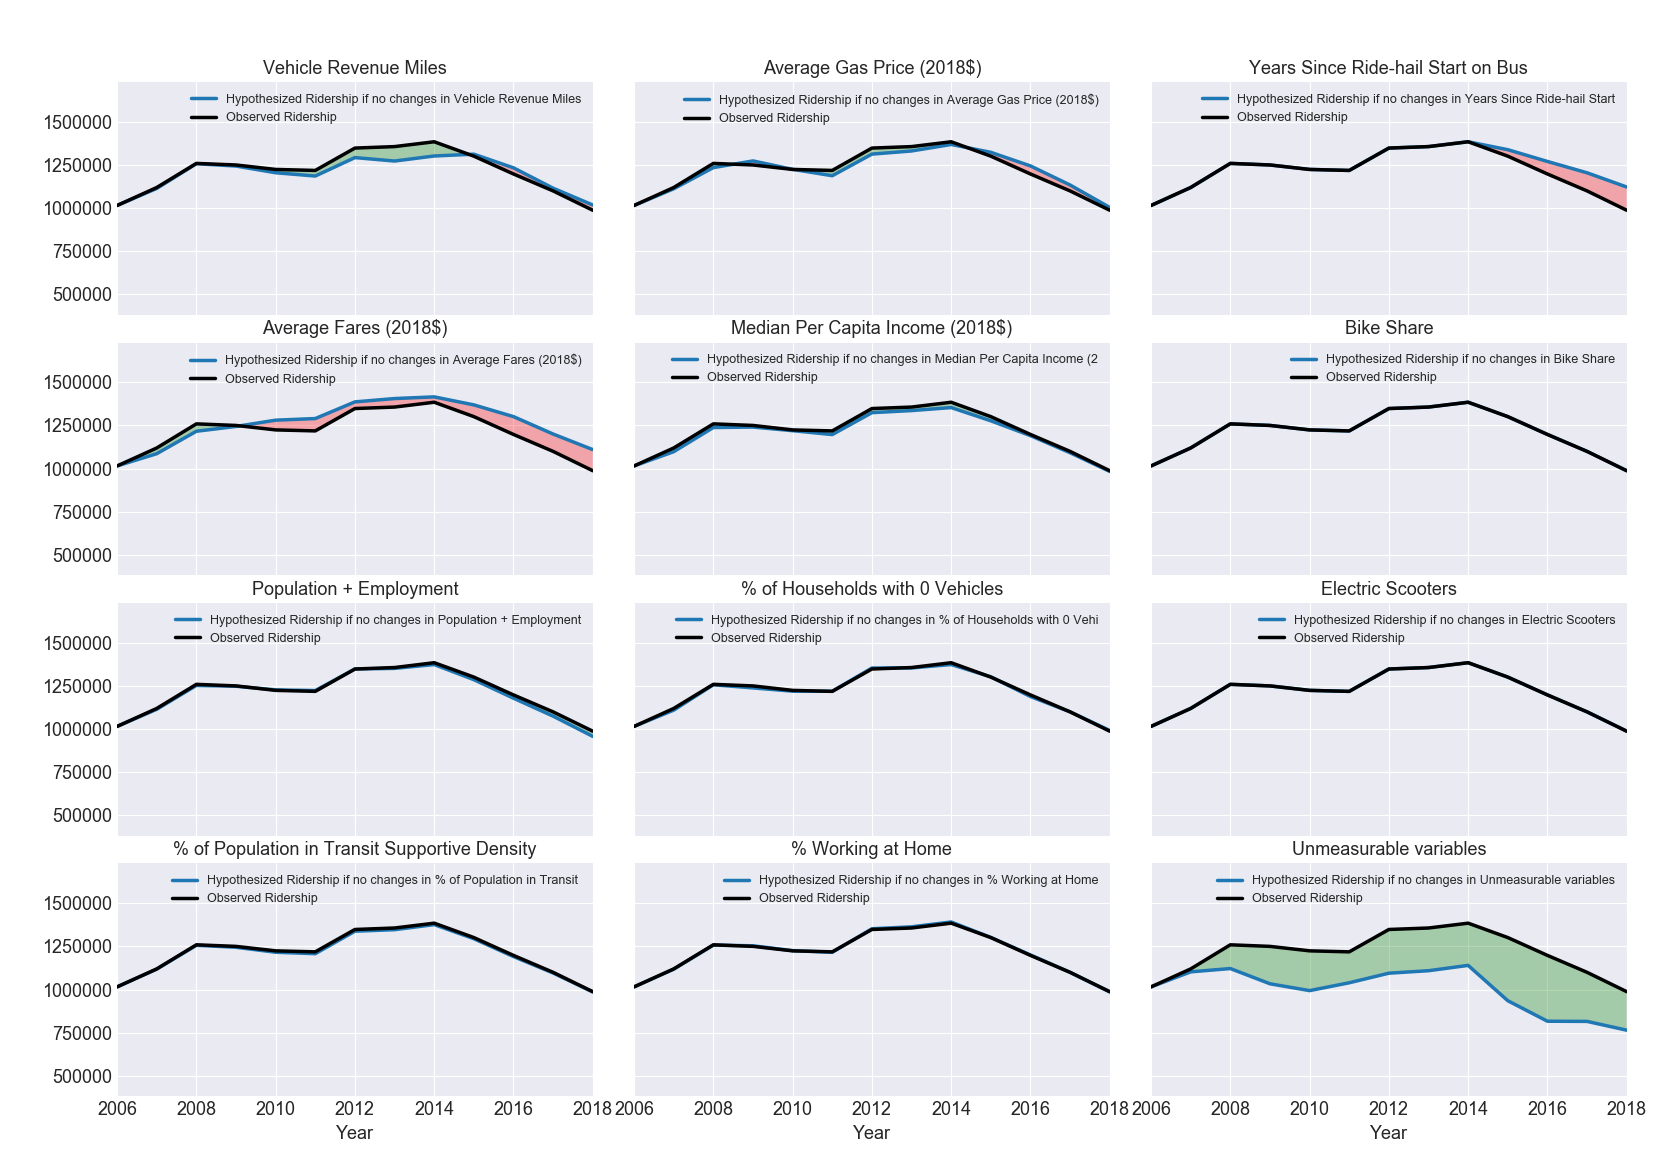 Vehicle Revenue Miles
Hypothesized Ridership if no changes in Vehicle Revenue Miles
Observed Ridership
1500000
1250000
1000000
750000
500000
Average Gas Price (2018$)
Hypothesized Ridership if no changes in Average Gas Price (2018$)
Observed Ridership
Years Since Ride-hail Start on Bus
Hypothesized Ridership if no changes in Years Since Ride-hail Start
Observed Ridership
Average Fares (2018$)
Hypothesized Ridership if no changes in Average Fares (2018$)
Observed Ridership
1500000
1250000
1000000
750000
500000
Median Per Capita Income (2018$)
Hypothesized Ridership if no changes in Median Per Capita Income (2
Observed Ridership
Bike Share
Hypothesized Ridership if no changes in Bike Share
Observed Ridership
Population + Employment
Hypothesized Ridership if no changes in Population + Employment
Observed Ridership
1500000
1250000
1000000
750000
500000
% of Households with 0 Vehicles
Hypothesized Ridership if no changes in % of Households with 0 Vehi
Observed Ridership
Electric Scooters
Hypothesized Ridership if no changes in Electric Scooters
Observed Ridership
% of Population in Transit Supportive Density
Hypothesized Ridership if no changes in % of Population in Transit
Observed Ridership
1500000
1250000
1000000
750000
500000
2006 2008 2010 2012 2014 2016 2018
Year
% Working at Home
Hypothesized Ridership if no changes in % Working at Home
Observed Ridership
2006 2008 2010 2012 2014 2016 2018
Year
Unmeasurable variables
Hypothesized Ridership if no changes in Unmeasurable variables
Observed Ridership
2006 2008 2010 2012 2014 2016 2018
Year